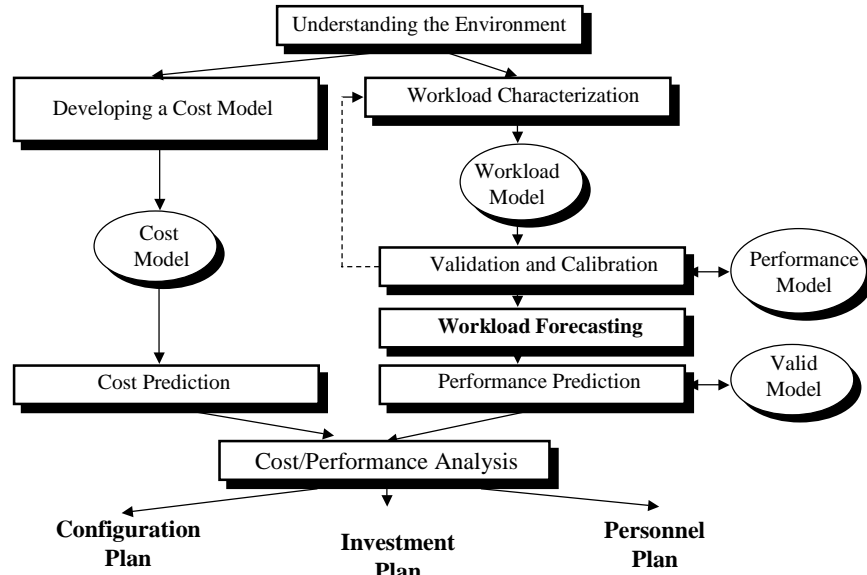 Understanding the Environment
Developing a Cost Model
Workload Characterization
Workload
Model
Cost
Model
Validation and Calibration
Performance
Model
Workload Forecasting
Cost Prediction
Performance Prediction
Valid
Model
Cost/Performance Analysis
Configuration
Plan
Investment
Plan
Personnel
Plan